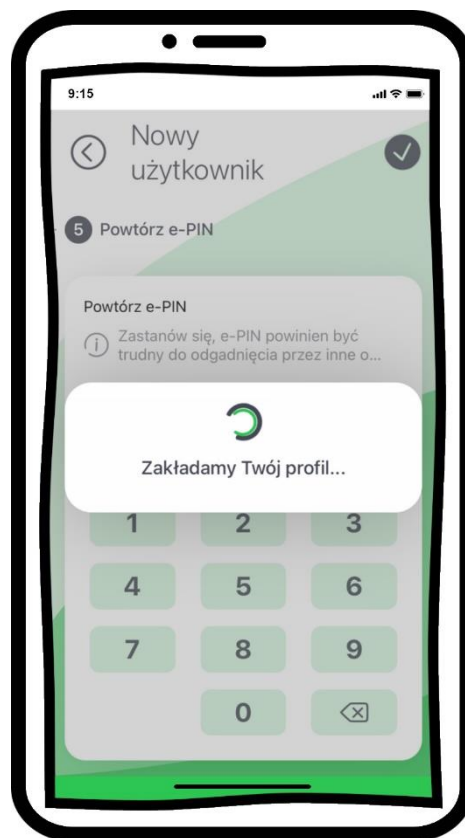 9:15
Nowy
użytkownik
5 Powtórz e-PIN
Powtórz e-PIN
Zastanów się, e-PIN powinien być
trudny do odgadnięcia przez inne o...
Zakładamy Twój profil...
1 2 3
4 5 6
7 8 9
0